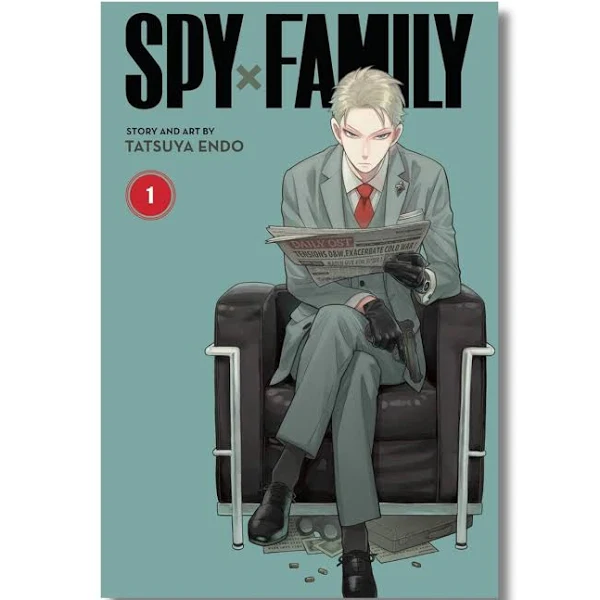 SPY×FAMILY
STORY AND ART BY
TATSUYA ENDO
1
DAILY OST
TENSIONS O&W, EXACERBATE COLD WAR